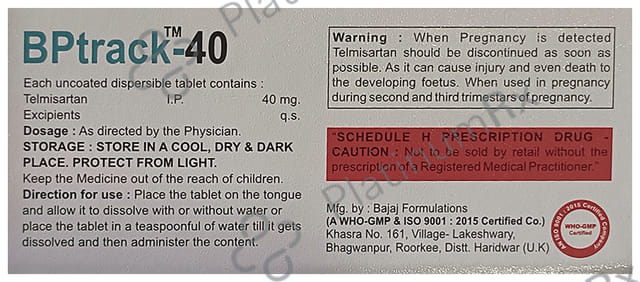 BPtrack™-40
Each uncoated dispersible tablet contains :
Telmisartan I.P. 40 mg.
Excipients q.s.
Dosage : As directed by the Physician.
STORAGE : STORE IN A COOL, DRY & DARK
PLACE. PROTECT FROM LIGHT.
Keep the Medicine out of the reach of children.
Direction for use : Place the tablet on the tongue
and allow it to dissolve with or without water or
place the tablet in a teaspoonful of water till it gets
dissolved and then administer the content.
Warning : When Pregnancy is detected
Telmisartan should be discontinued as soon as
possible. As it can cause injury and even death to
the developing foetus. When used in pregnancy
during second and third trimestars of pregnancy.
"SCHEDULE H PRESCRIPTION DRUG -
CAUTION : Not to be sold by retail without the
prescription of a Registered Medical Practitioner."
Mfg. by : Bajaj Formulations
(A WHO-GMP & ISO 9001 : 2015 Certified Co.)
Khasra No. 161, Village- Lakeshwary,
Bhagwanpur, Roorkee, Distt. Haridwar (U.K)
AN ISO 9001 : 2015 Certified Company
WHO-GMP
Certified
PlatinumRx